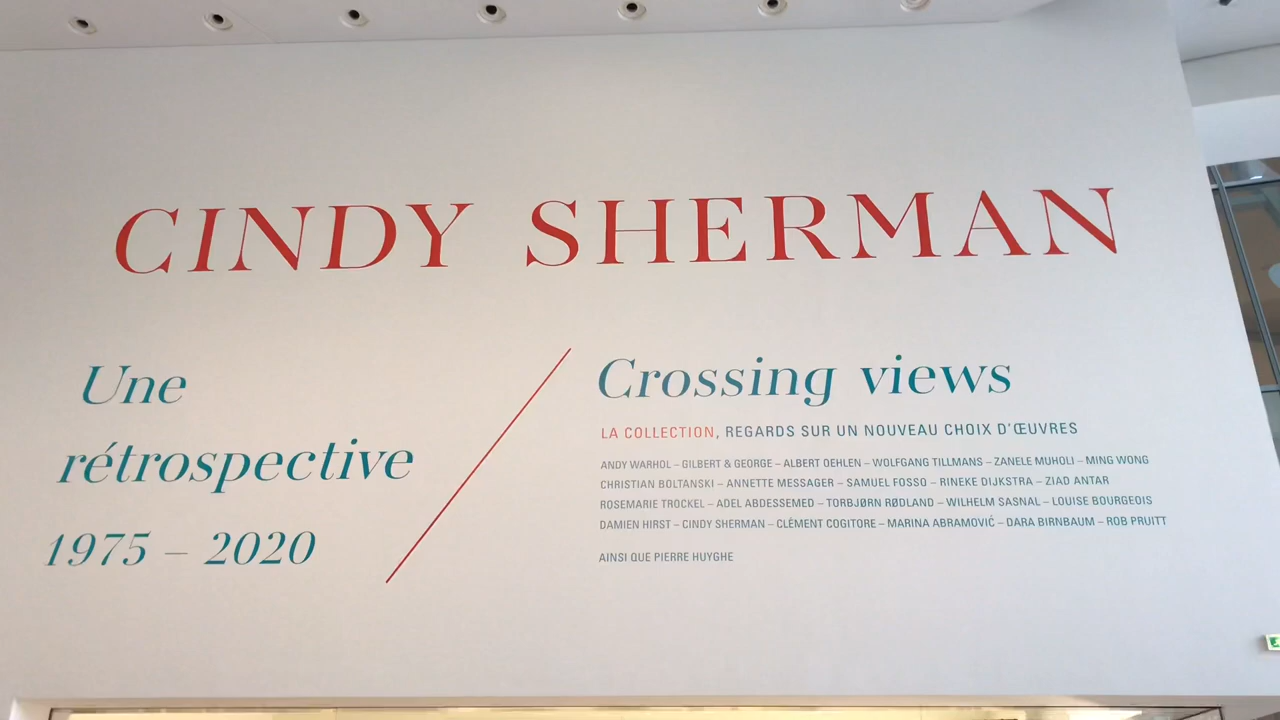 CINDY SHERMAN
Une
rétrospective
1975 – 2020
Crossing views
LA COLLECTION, REGARDS SUR UN NOUVEAU CHOIX D'ŒUVRES
ANDY WARHOL – GILBERT & GEORGE – ALBERT OEHLEN – WOLFGANG TILLMANS – ZANELE MUHOLI – MING WONG
CHRISTIAN BOLTANSKI – ANNETTE MESSAGER – SAMUEL FOSSO – RINEKE DIJKSTRA – ZIAD ANTAR
ROSEMARIE TROCKEL – ADEL ABDESSEMED – TORBJØRN RØDLAND – WILHELM SASNAL – LOUISE BOURGEOIS
DAMIEN HIRST – CINDY SHERMAN – CLÉMENT COGITORE – MARINA ABRAMOVIĆ – DARA BIRNBAUM – ROB PRUITT
AINSI QUE PIERRE HUYGHE